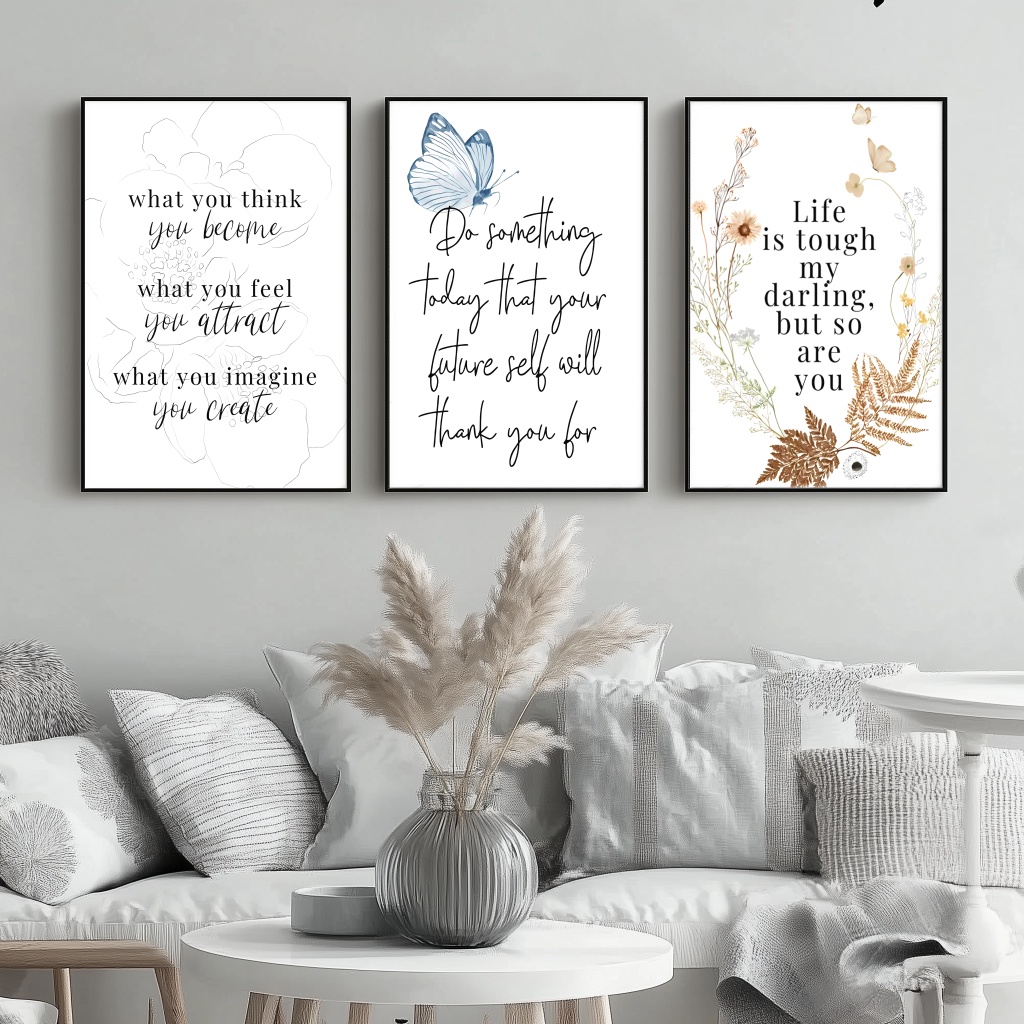 what you think
you become
what you feel
you attract
what you imagine
you create
Do something
today that your
future self will
thank you for
Life
is tough
my
darling,
but so
are
you